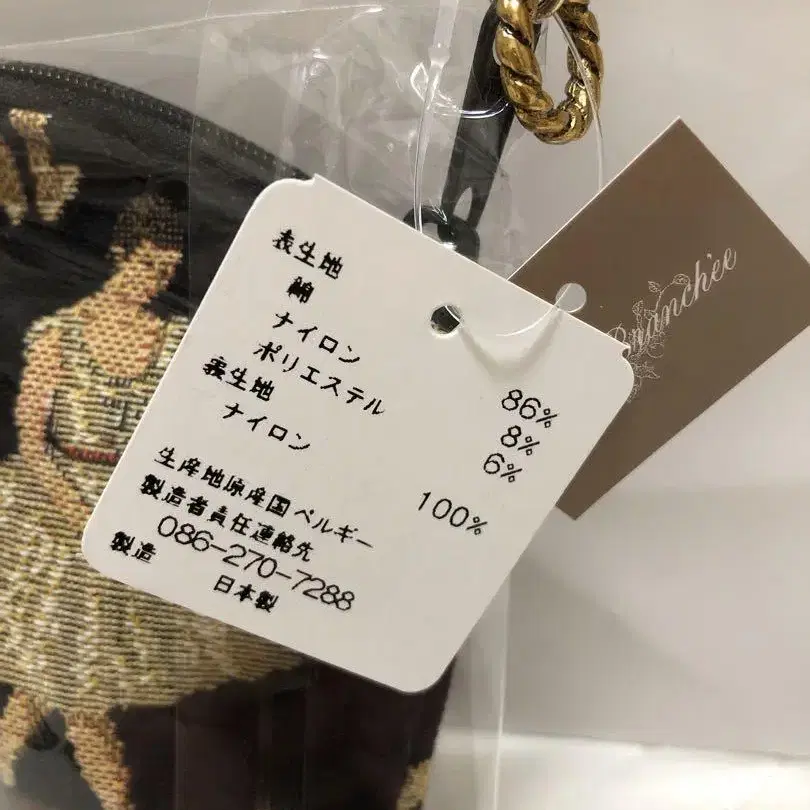 表生地
綿 86%
ナイロン 8%
ポリエステル 6%
裏生地
ナイロン 100%
生産地原産国ベルギー
製造者責任連絡先
086-270-7288
製造 日本製
Branchée